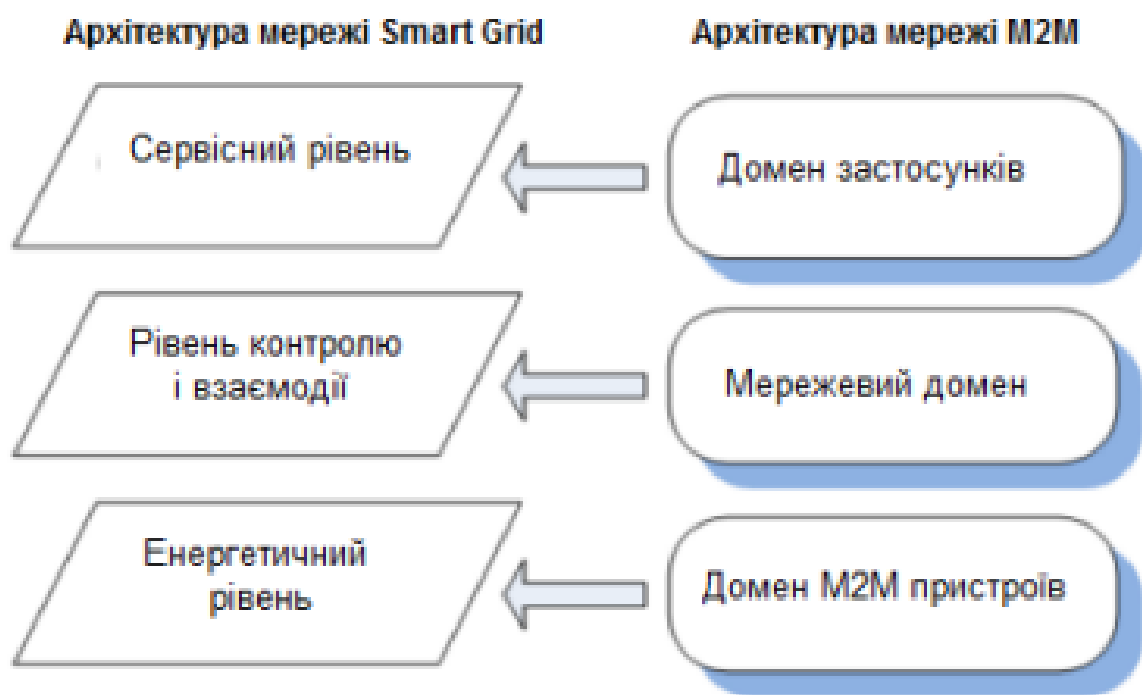 Архітектура мережі Smart Grid
Архітектура мережі M2M
Сервісний рівень
Домен застосунків
Рівень контролю
і взаємодії
Мережевий домен
Енергетичний
рівень
Домен M2M пристроїв